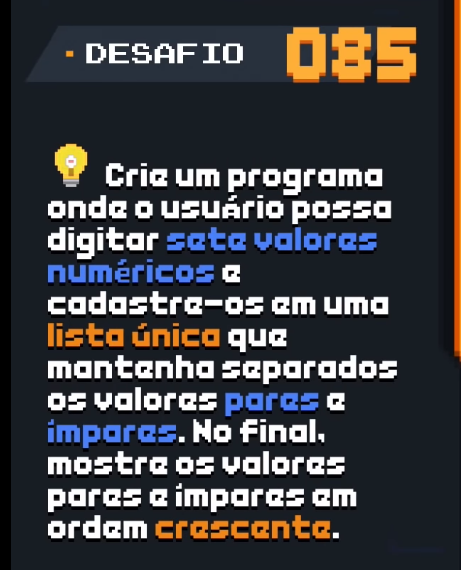 DESAFIO 085
Crie um programa
onde o usuário possa
digitar sete valores
numéricos e
cadastre-os em uma
lista única que
mantenha separados
os valores pares e
ímpares. No final,
mostre os valores
pares e ímpares em
ordem crescente.